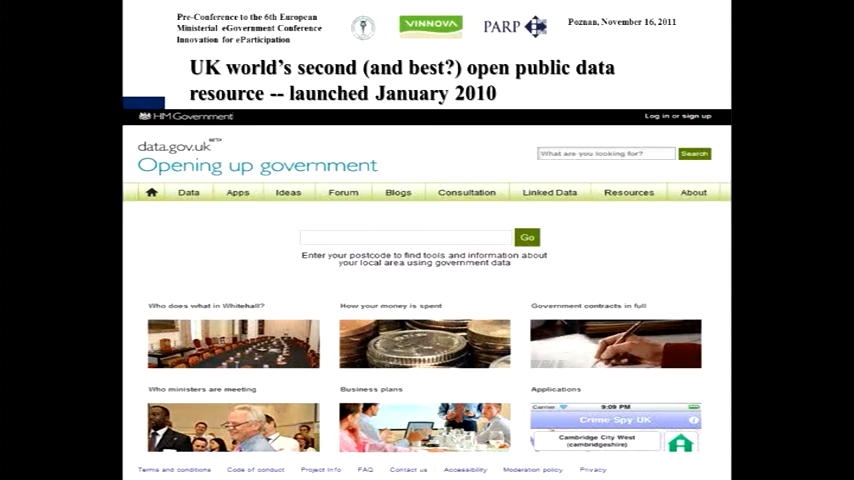 Pre-Conference to the 6th European
Ministerial eGovernment Conference
Innovation for eParticipation
VINNOVA
PARP
Poznan, November 16, 2011
UK world's second (and best?) open public data
resource -- launched January 2010
HM Government
Log in or sign up
data.gov.uk BETA
Opening up government
What are you looking for?
Search
Data Apps Ideas Forum Blogs Consultation Linked Data Resources About
Go
Enter your postcode to find tools and information about
your local area using government data
Who does what in Whitehall? How your money is spent Government contracts in full
Who ministers are meeting Business plans Applications
Carrier 9:09 PM
Crime Spy UK
Cambridge City West
(cambridgeshire)
Terms and conditions Code of conduct Project Info FAQ Contact us Accessibility Moderation policy Privacy